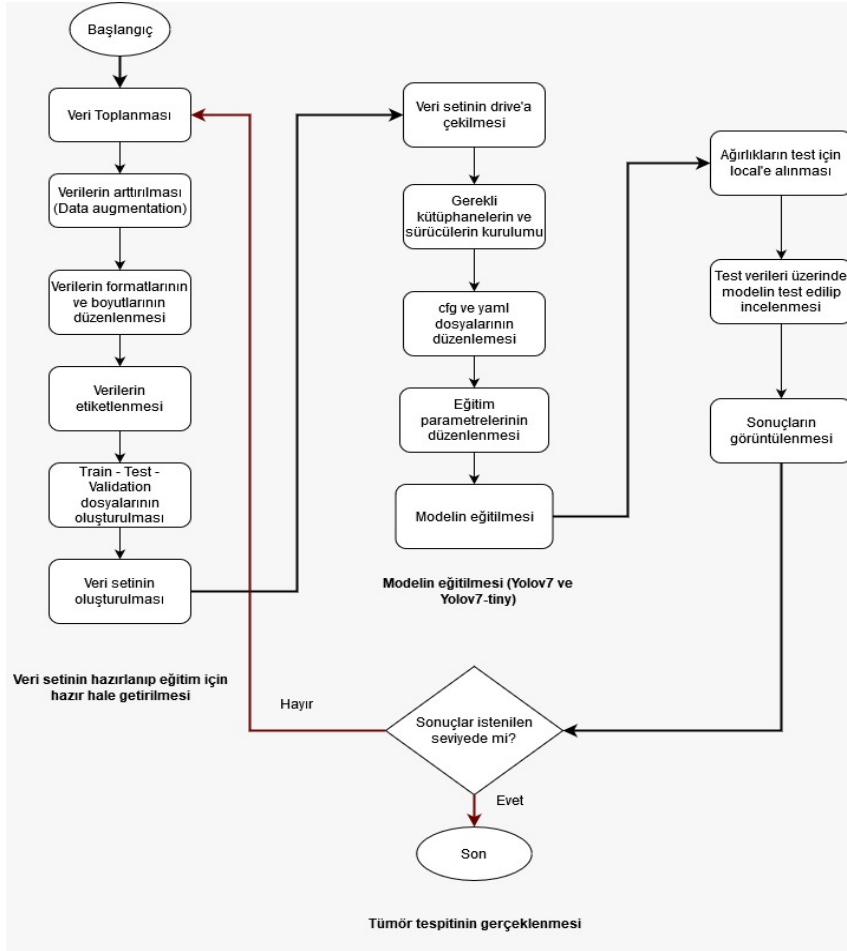 Başlangıç
Veri Toplanması
Verilerin arttırılması
(Data augmentation)
Verilerin formatlarının
ve boyutlarının
düzenlenmesi
Verilerin
etiketlenmesi
Train - Test -
Validation
dosyalarının
oluşturulması
Veri setinin
oluşturulması
Veri setinin hazırlanıp eğitim için
hazır hale getirilmesi
Veri setinin drive'a
çekilmesi
Gerekli
kütüphanelerin ve
sürücülerin kurulumu
cfg ve yaml
dosyalarının
düzenlemesi
Eğitim
parametrelerinin
düzenlenmesi
Modelin eğitilmesi
Modelin eğitilmesi (Yolov7 ve
Yolov7-tiny)
Ağırlıkların test için
local'e alınması
Test verileri üzerinde
modelin test edilip
incelenmesi
Sonuçların
görüntülenmesi
Sonuçlar istenilen
seviyede mi?
Hayır
Evet
Son
Tümör tespitinin gerçeklenmesi